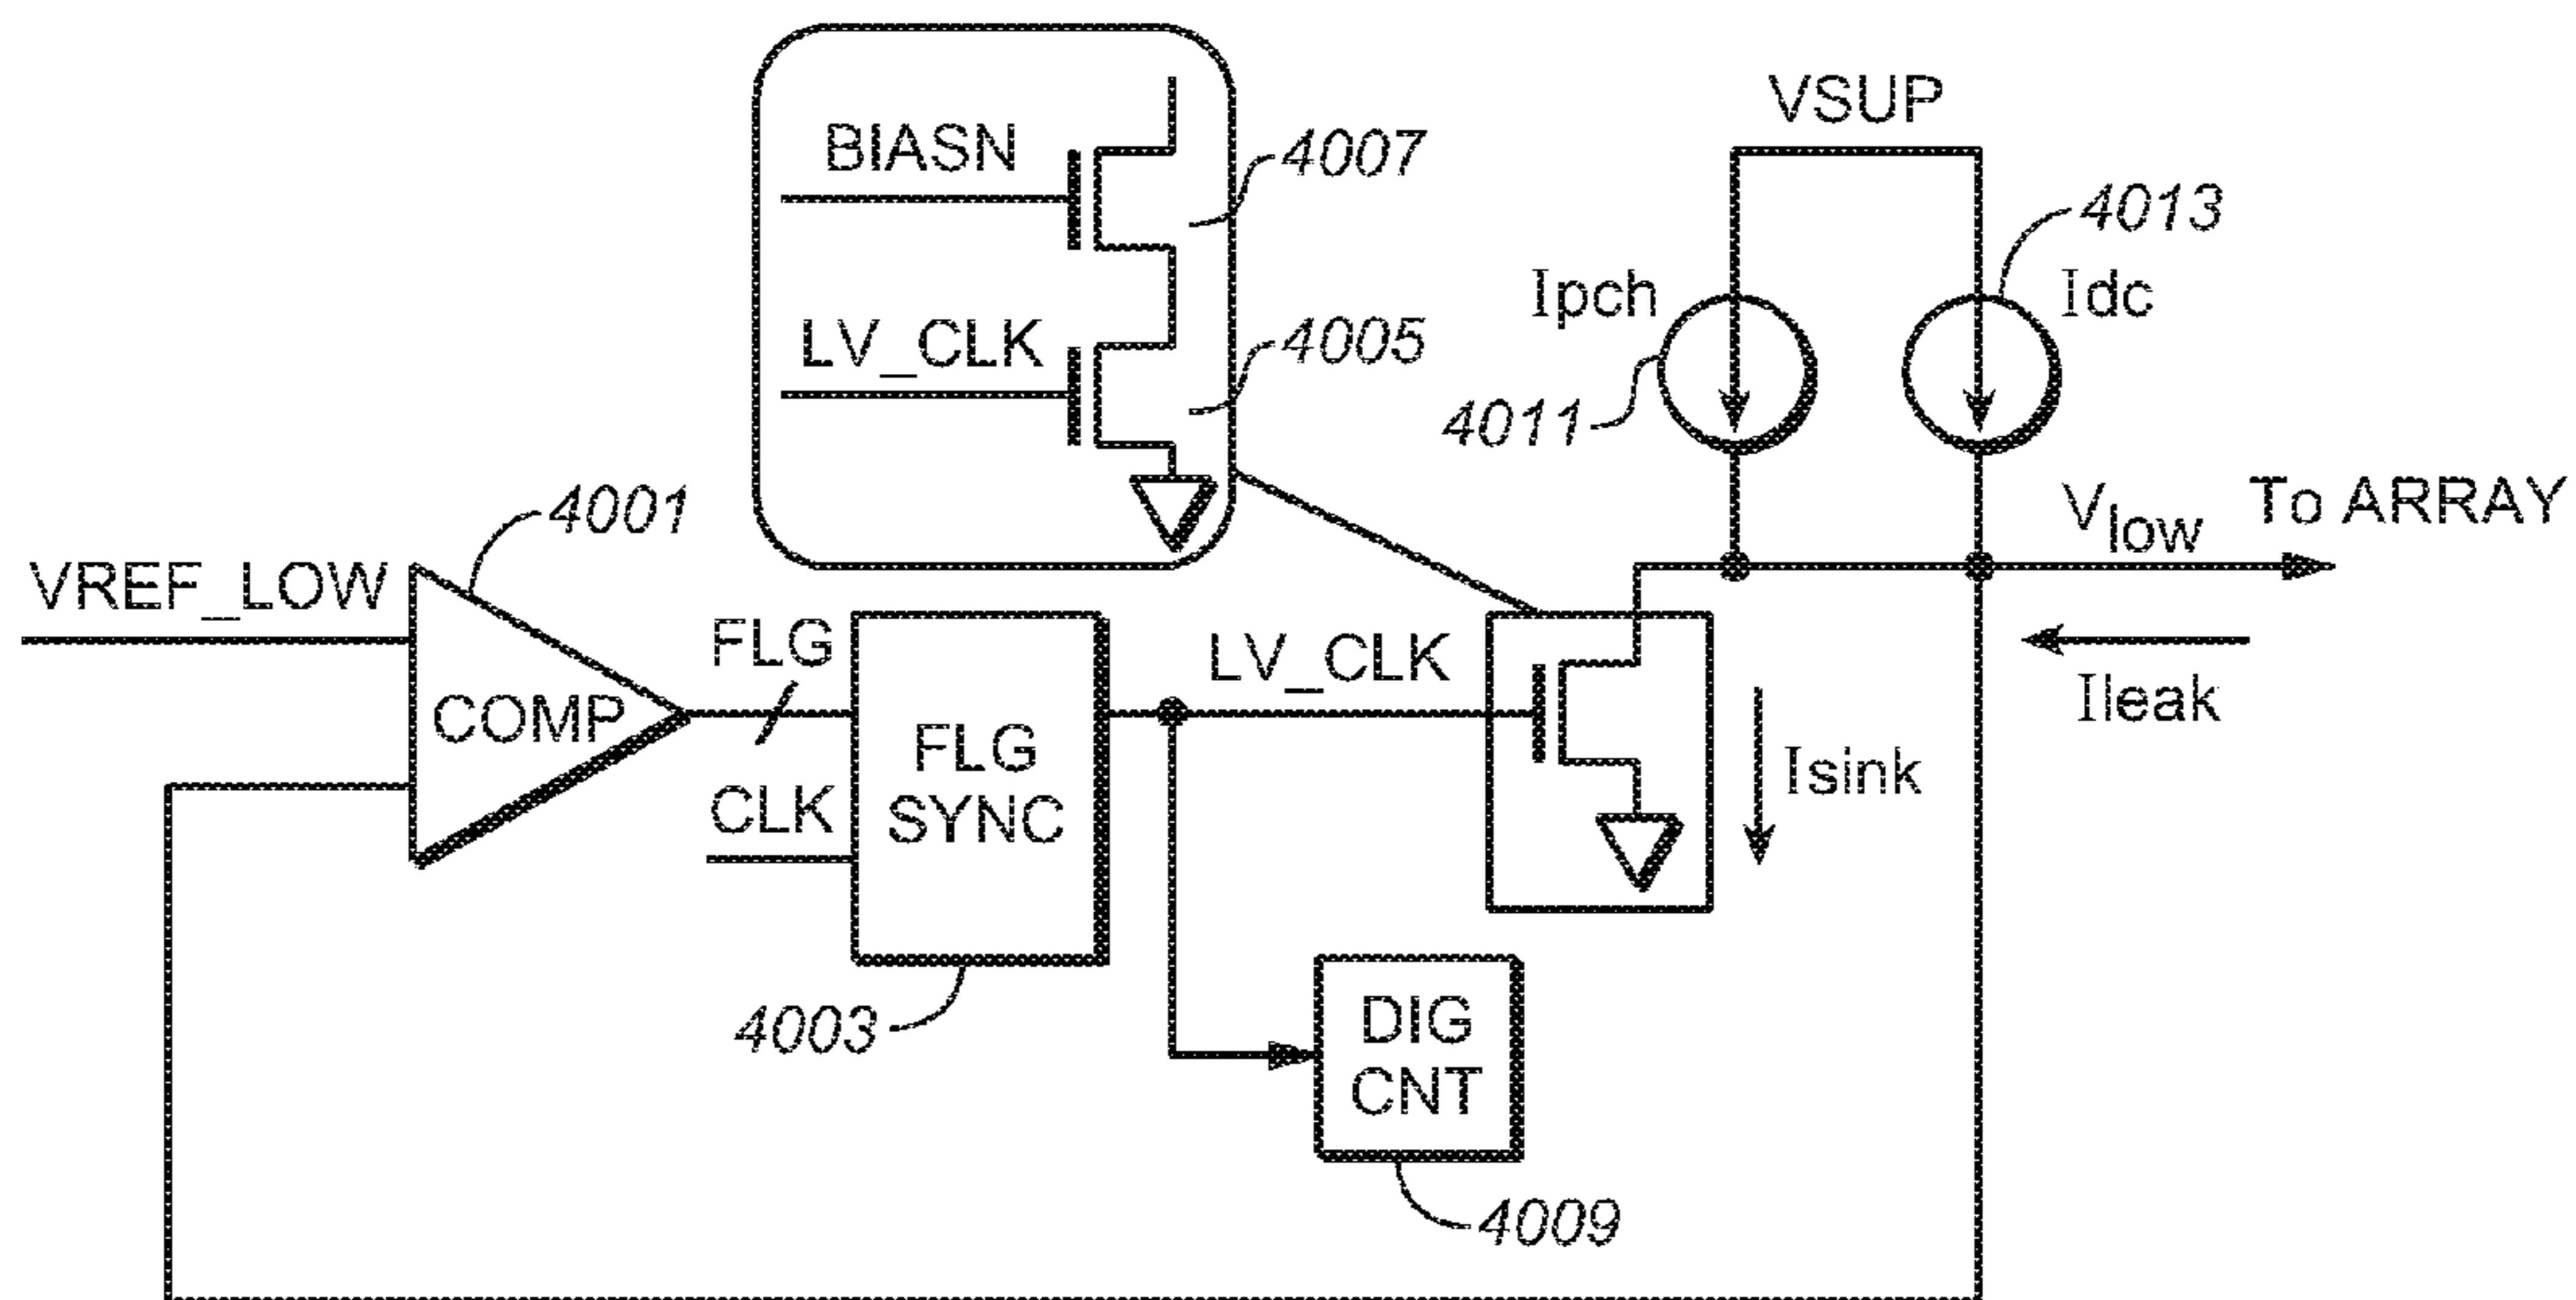 VSUP
BIASN
4007
4013
Ipch
Idc
LV_CLK
4005
4011
4001
Vlow
To ARRAY
VREF_LOW
FLG
LV_CLK
Ileak
COMP
FLG
SYNC
CLK
Isink
4003
DIG
CNT
4009